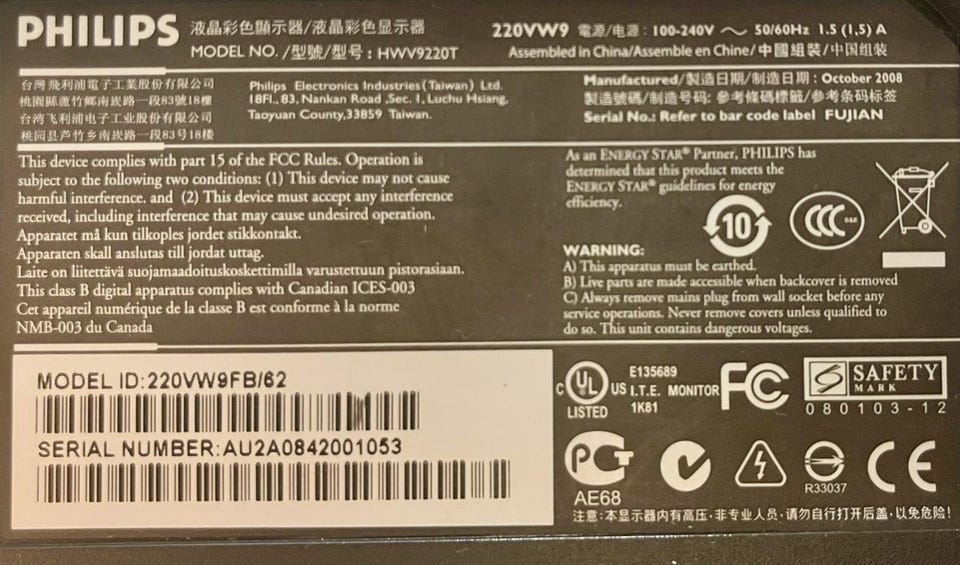 PHILIPS 液晶彩色顯示器/液晶彩色显示器
MODEL NO./型號/型号: HWV9220T
220VW9 電源/电源: 100-240V ~ 50/60Hz 1.5 (1,5) A
Assembled in China/Assemble en Chine/中國組裝/中国组装
台灣飛利浦電子工業股份有限公司
桃園縣蘆竹鄉南崁路一段83號18樓
台湾飞利浦电子工业股份有限公司
桃园县芦竹乡南崁路一段83号18楼
Philips Electronics Industries (Taiwan) Ltd.
18Fl., 83, Nankan Road ,Sec. 1, Luchu Hsiang,
Taoyuan County,33859 Taiwan.
Manufactured/製造日期/制造日期: October 2008
製造號碼/制造号码: 參考條碼標籤/参考条码标签
Serial No.: Refer to bar code label FUJIAN
This device complies with part 15 of the FCC Rules. Operation is
subject to the following two conditions: (1) This device may not cause
harmful interference. and (2) This device must accept any interference
received, including interference that may cause undesired operation.
Apparatet må kun tilkoples jordet stikkontakt.
Apparaten skall anslutas till jordat uttag.
Laite on liitettävä suojamaadoituskoskettimilla varustettuun pistorasiaan.
This class B digital apparatus complies with Canadian ICES-003
Cet appareil numérique de la classe B est conforme à la norme
NMB-003 du Canada
As an ENERGY STAR® Partner, PHILIPS has
determined that this product meets the
ENERGY STAR® guidelines for energy
efficiency.
10
CCC S&E
WARNING:
A) This apparatus must be earthed.
B) Live parts are made accessible when backcover is removed
C) Always remove mains plug from wall socket before any
service operations. Never remove covers unless qualified to
do so. This unit contains dangerous voltages.
MODEL ID:220VW9FB/62
SERIAL NUMBER:AU2A0842001053
C UL US
LISTED
E135689
I.T.E. MONITOR
1K81
FC
S SAFETY
MARK
080103-12
PCT
AE68
R33037
CE
注意:本显示器内有高压·非专业人员·请勿自行打开后盖·以免危险!